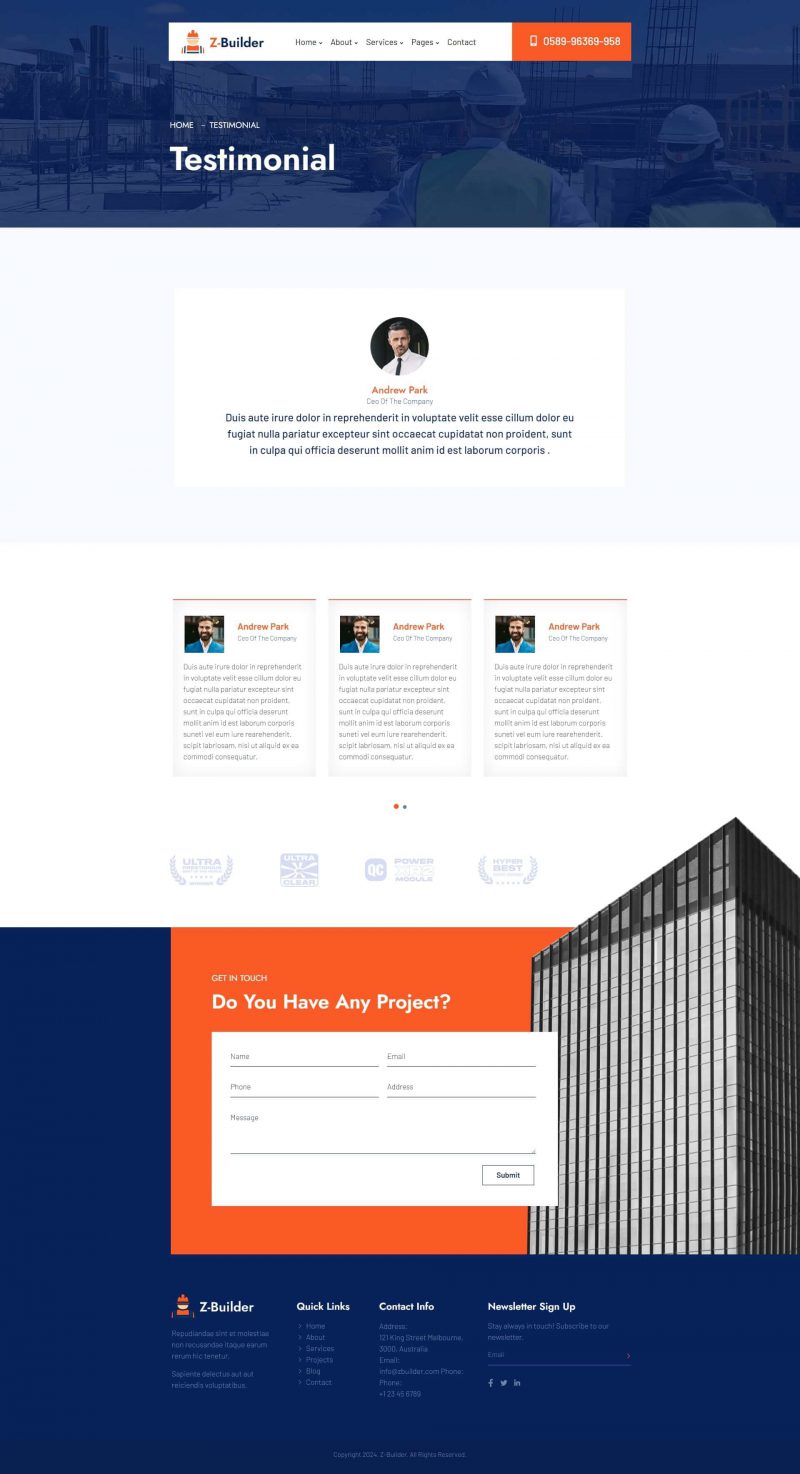 Z-Builder
Home About Services Pages Contact
0589-96369-958
HOME – TESTIMONIAL
Testimonial
Andrew Park
Ceo Of The Company
Duis aute irure dolor in reprehenderit in voluptate velit esse cillum dolor eu
fugiat nulla pariatur excepteur sint occaecat cupidatat non proident, sunt
in culpa qui officia deserunt mollit anim id est laborum corporis .
Andrew Park
Ceo Of The Company
Duis aute irure dolor in reprehenderit
in voluptate velit esse cillum dolor eu
fugiat nulla pariatur excepteur sint
occaecat cupidatat non proident,
sunt in culpa qui officia deserunt
mollit anim id est laborum corporis
suneti vel eum iure rearehenderit,
scipit labriosam, nisi ut aliquid ex ea
commodi consequatur.
Andrew Park
Ceo Of The Company
Duis aute irure dolor in reprehenderit
in voluptate velit esse cillum dolor eu
fugiat nulla pariatur excepteur sint
occaecat cupidatat non proident,
sunt in culpa qui officia deserunt
mollit anim id est laborum corporis
suneti vel eum iure rearehenderit,
scipit labriosam, nisi ut aliquid ex ea
commodi consequatur.
Andrew Park
Ceo Of The Company
Duis aute irure dolor in reprehenderit
in voluptate velit esse cillum dolor eu
fugiat nulla pariatur excepteur sint
occaecat cupidatat non proident,
sunt in culpa qui officia deserunt
mollit anim id est laborum corporis
suneti vel eum iure rearehenderit,
scipit labriosam, nisi ut aliquid ex ea
commodi consequatur.
ULTRA
ULTRA
CLEAR
QC
POWER
XR2
MODULE
HYPER
BEST
GET IN TOUCH
Do You Have Any Project?
Name
Email
Phone
Address
Message
Submit
Z-Builder
Repudiandae sint et molestiae
non recusandae itaque earum
rerum hic tenetur.
Sapiente delectus aut aut
reiciendis voluptatibus.
Quick Links
Home
About
Services
Projects
Blog
Contact
Contact Info
Address:
121 King Street Melbourne,
3000, Australia
Email:
info@zbuilder.com Phone:
Phone:
+1 23 45 6789
Newsletter Sign Up
Stay always in touch! Subscribe to our
newsletter.
Email
Copyright 2024, Z-Builder. All Rights Reserved.